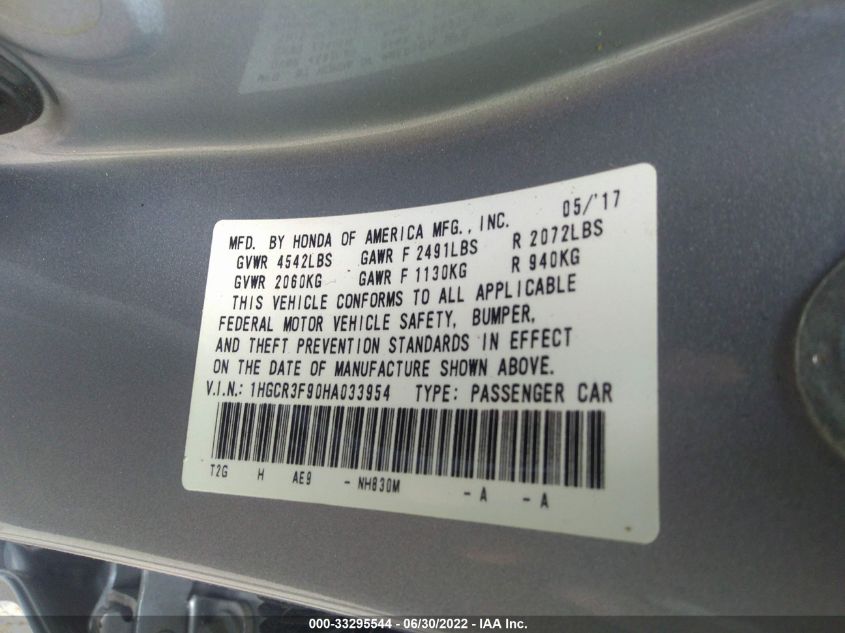 MFD. BY HONDA OF AMERICA MFG., INC. 05/'17
GVWR 4542LBS GAWR F 2491LBS R 2072LBS
GVWR 2060KG GAWR F 1130KG R 940KG
THIS VEHICLE CONFORMS TO ALL APPLICABLE
FEDERAL MOTOR VEHICLE SAFETY, BUMPER,
AND THEFT PREVENTION STANDARDS IN EFFECT
ON THE DATE OF MANUFACTURE SHOWN ABOVE.
V.I.N.: 1HGCR3F90HA033954 TYPE: PASSENGER CAR
T2G H AE9 - NH830M - A - A
000-33295544 - 06/30/2022 - IAA Inc.